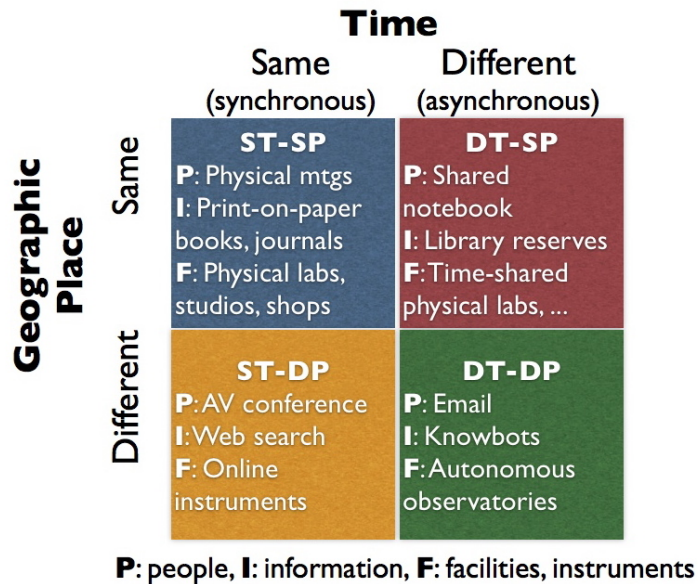 Time
Same
(synchronous)
Different
(asynchronous)
Geographic
Place
Same
ST-SP
P: Physical mtgs
I: Print-on-paper
books, journals
F: Physical labs,
studios, shops
DT-SP
P: Shared
notebook
I: Library reserves
F: Time-shared
physical labs, ...
Different
ST-DP
P: AV conference
I: Web search
F: Online
instruments
DT-DP
P: Email
I: Knowbots
F: Autonomous
observatories
P: people, I: information, F: facilities, instruments